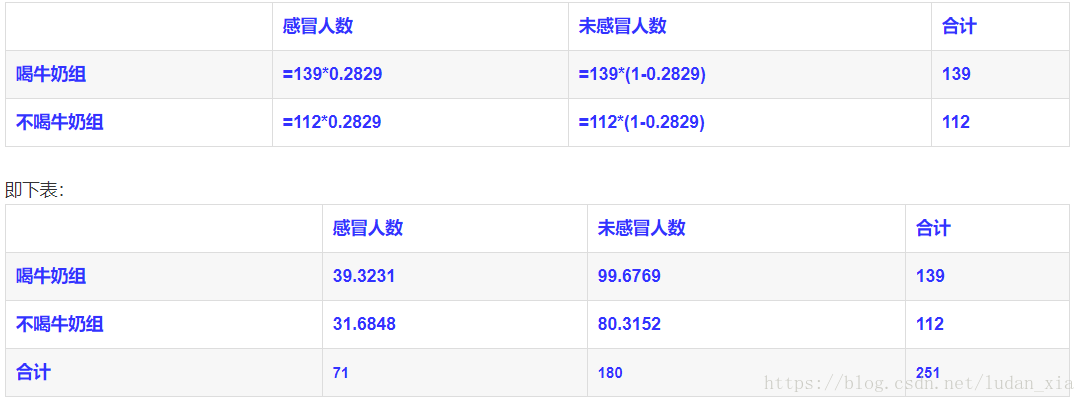 感冒人数 未感冒人数 合计
喝牛奶组 =139*0.2829 =139*(1-0.2829) 139
不喝牛奶组 =112*0.2829 =112*(1-0.2829) 112
即下表：
感冒人数 未感冒人数 合计
喝牛奶组 39.3231 99.6769 139
不喝牛奶组 31.6848 80.3152 112
合计 71 180 251
https://blog.csdn.net/ludan_xia